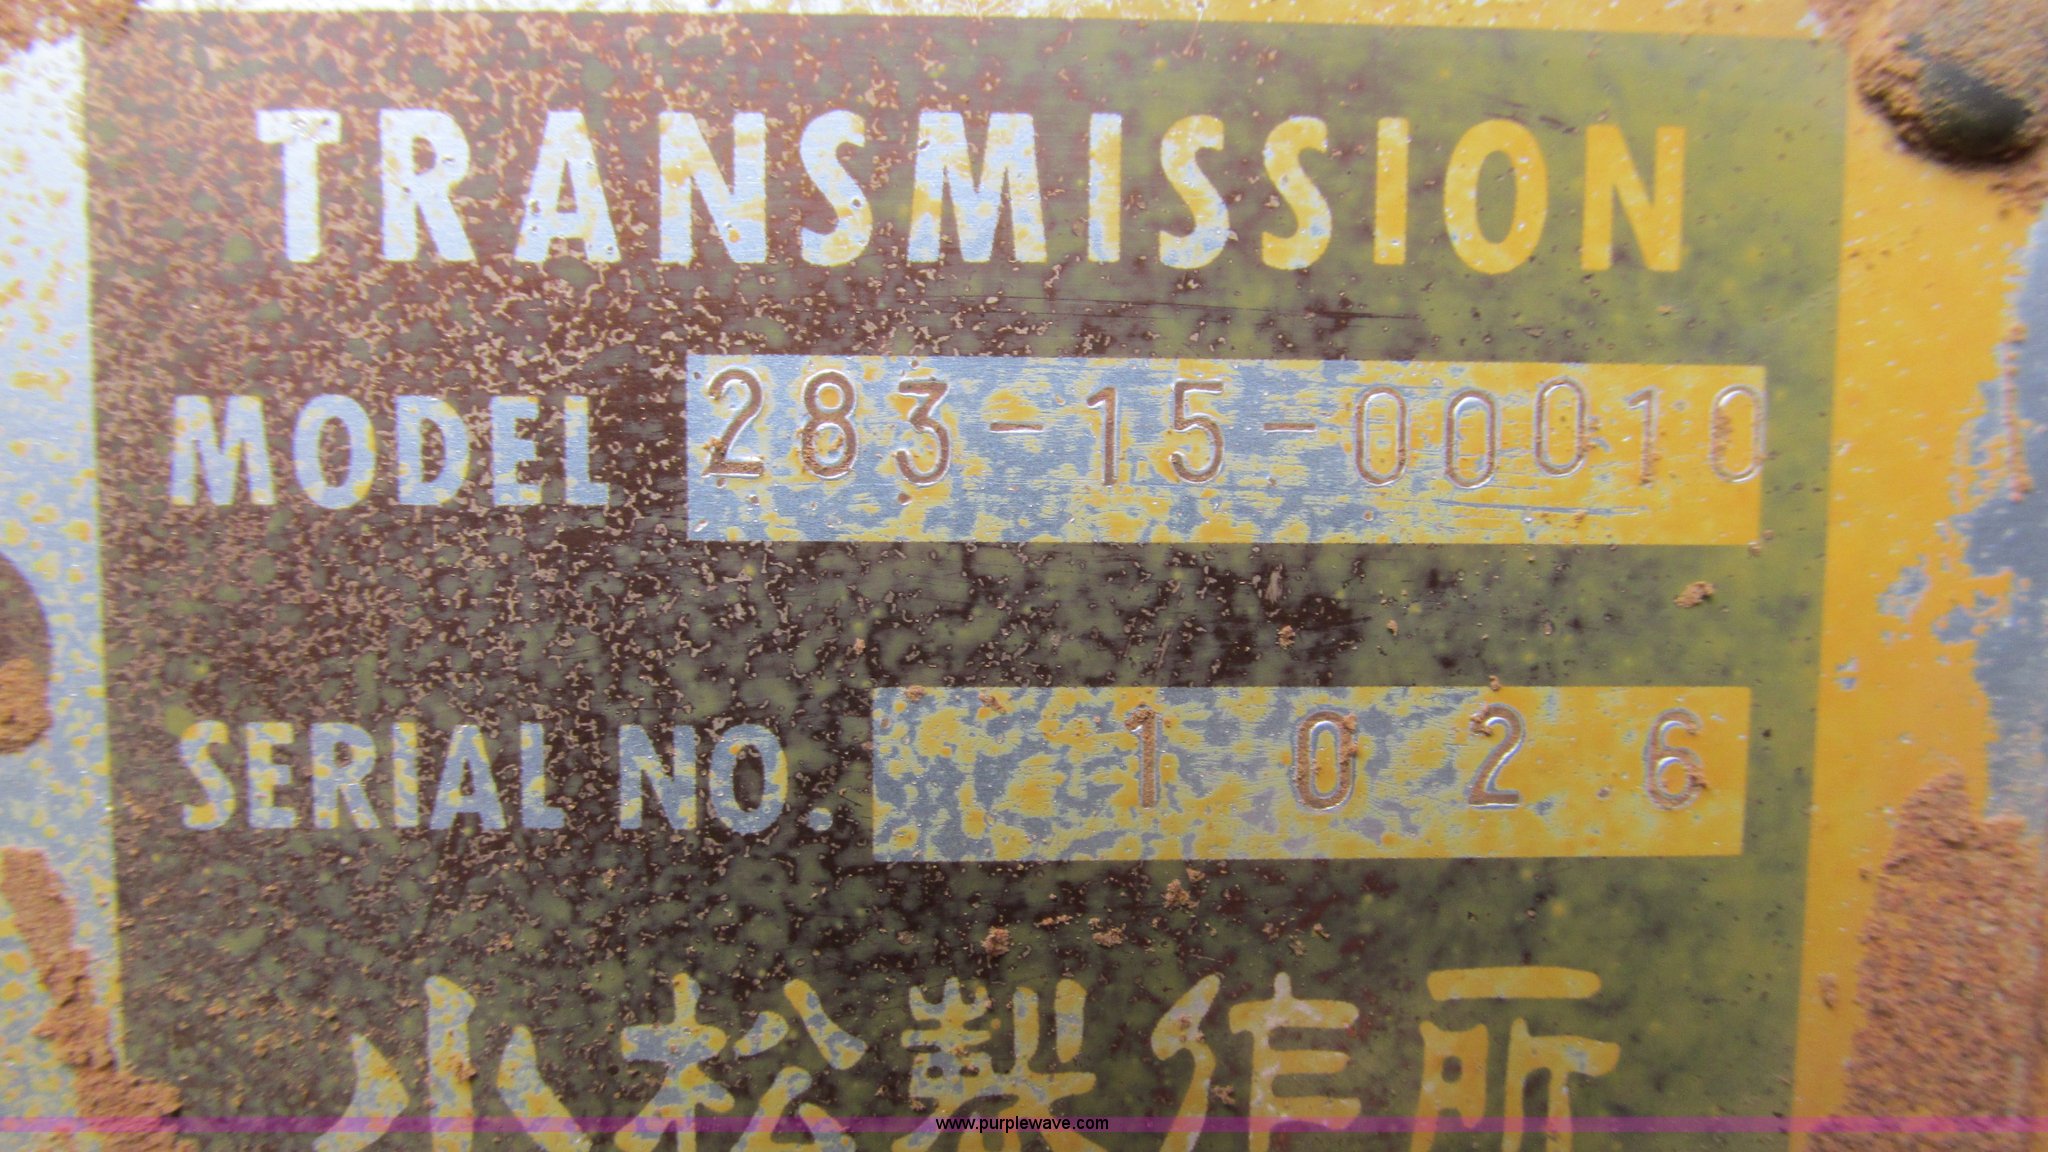 TRANSMISSION
MODEL 283-15-00010
SERIAL NO. 1026
小松製作所
www.purplewave.com